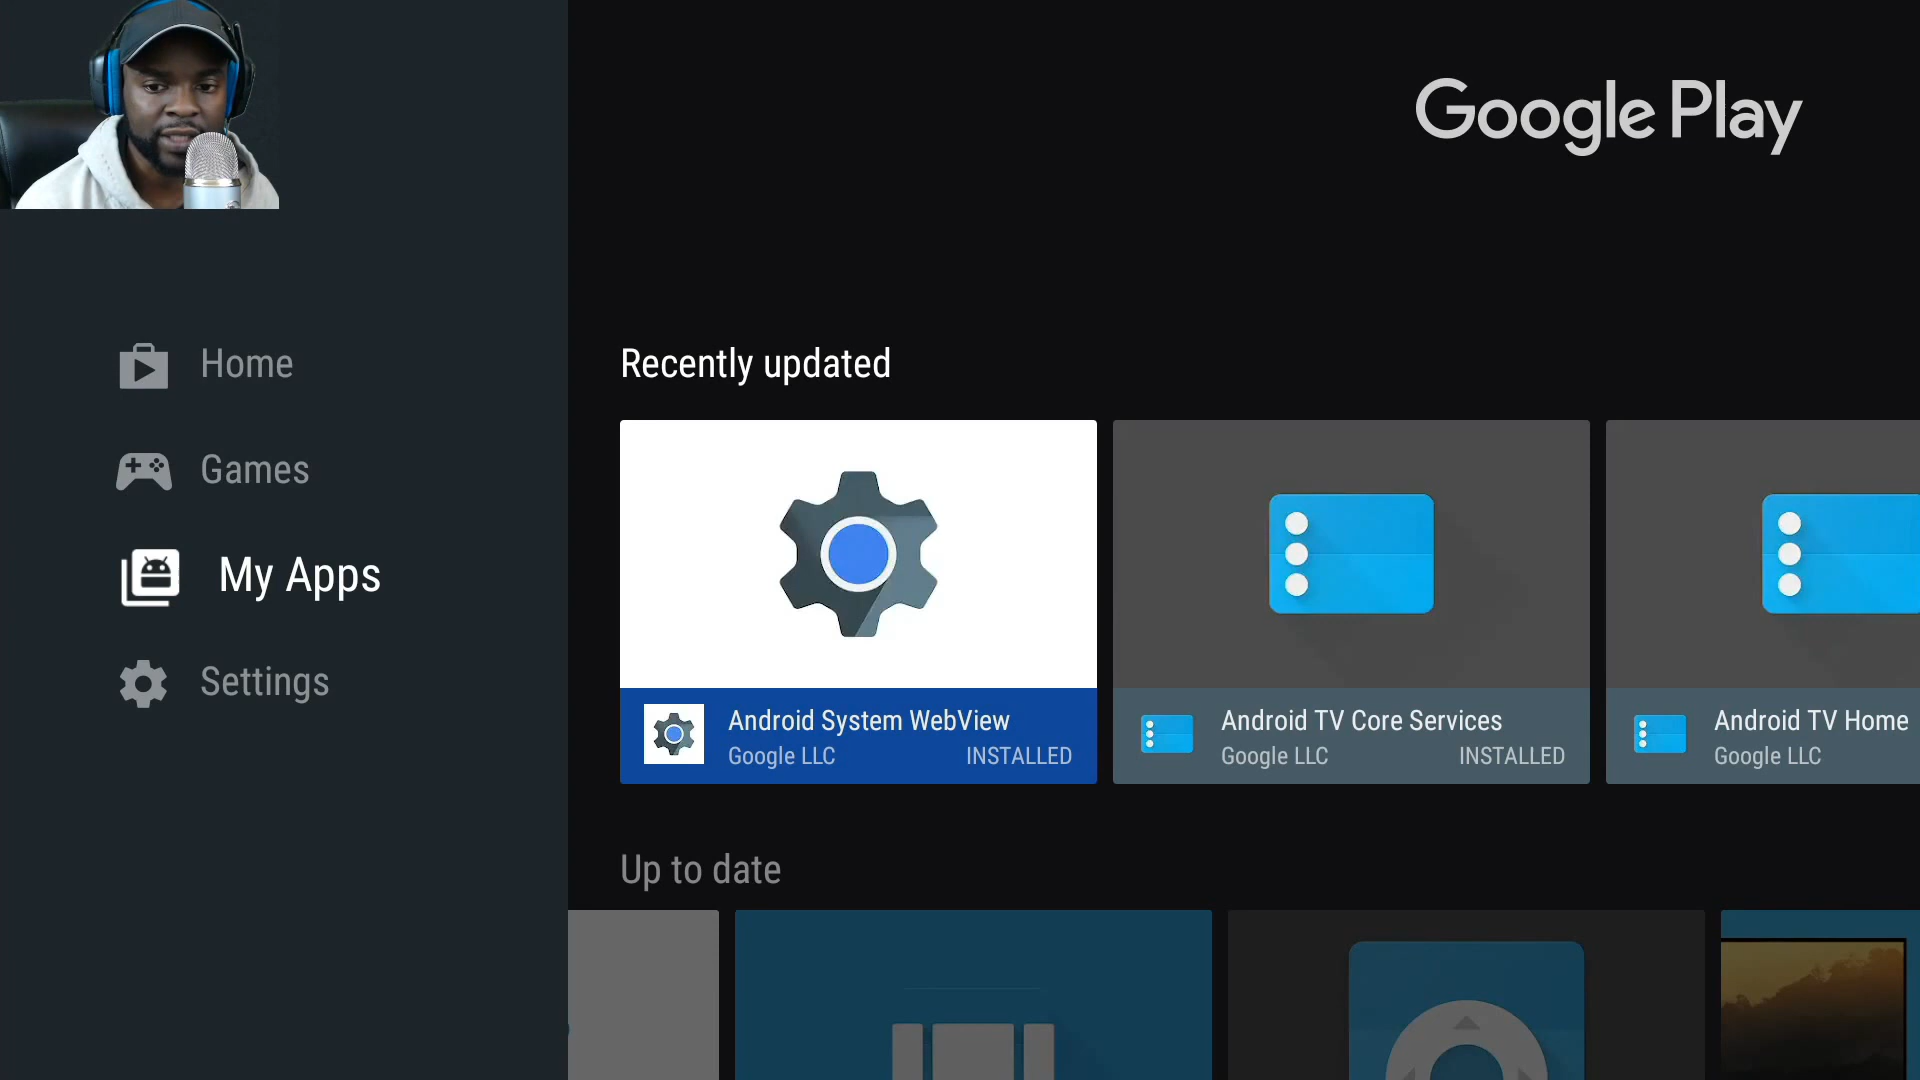 Google Play
Home
Games
My Apps
Settings
Recently updated
Android System WebView
Google LLC INSTALLED
Android TV Core Services
Google LLC INSTALLED
Android TV Home
Google LLC
Up to date